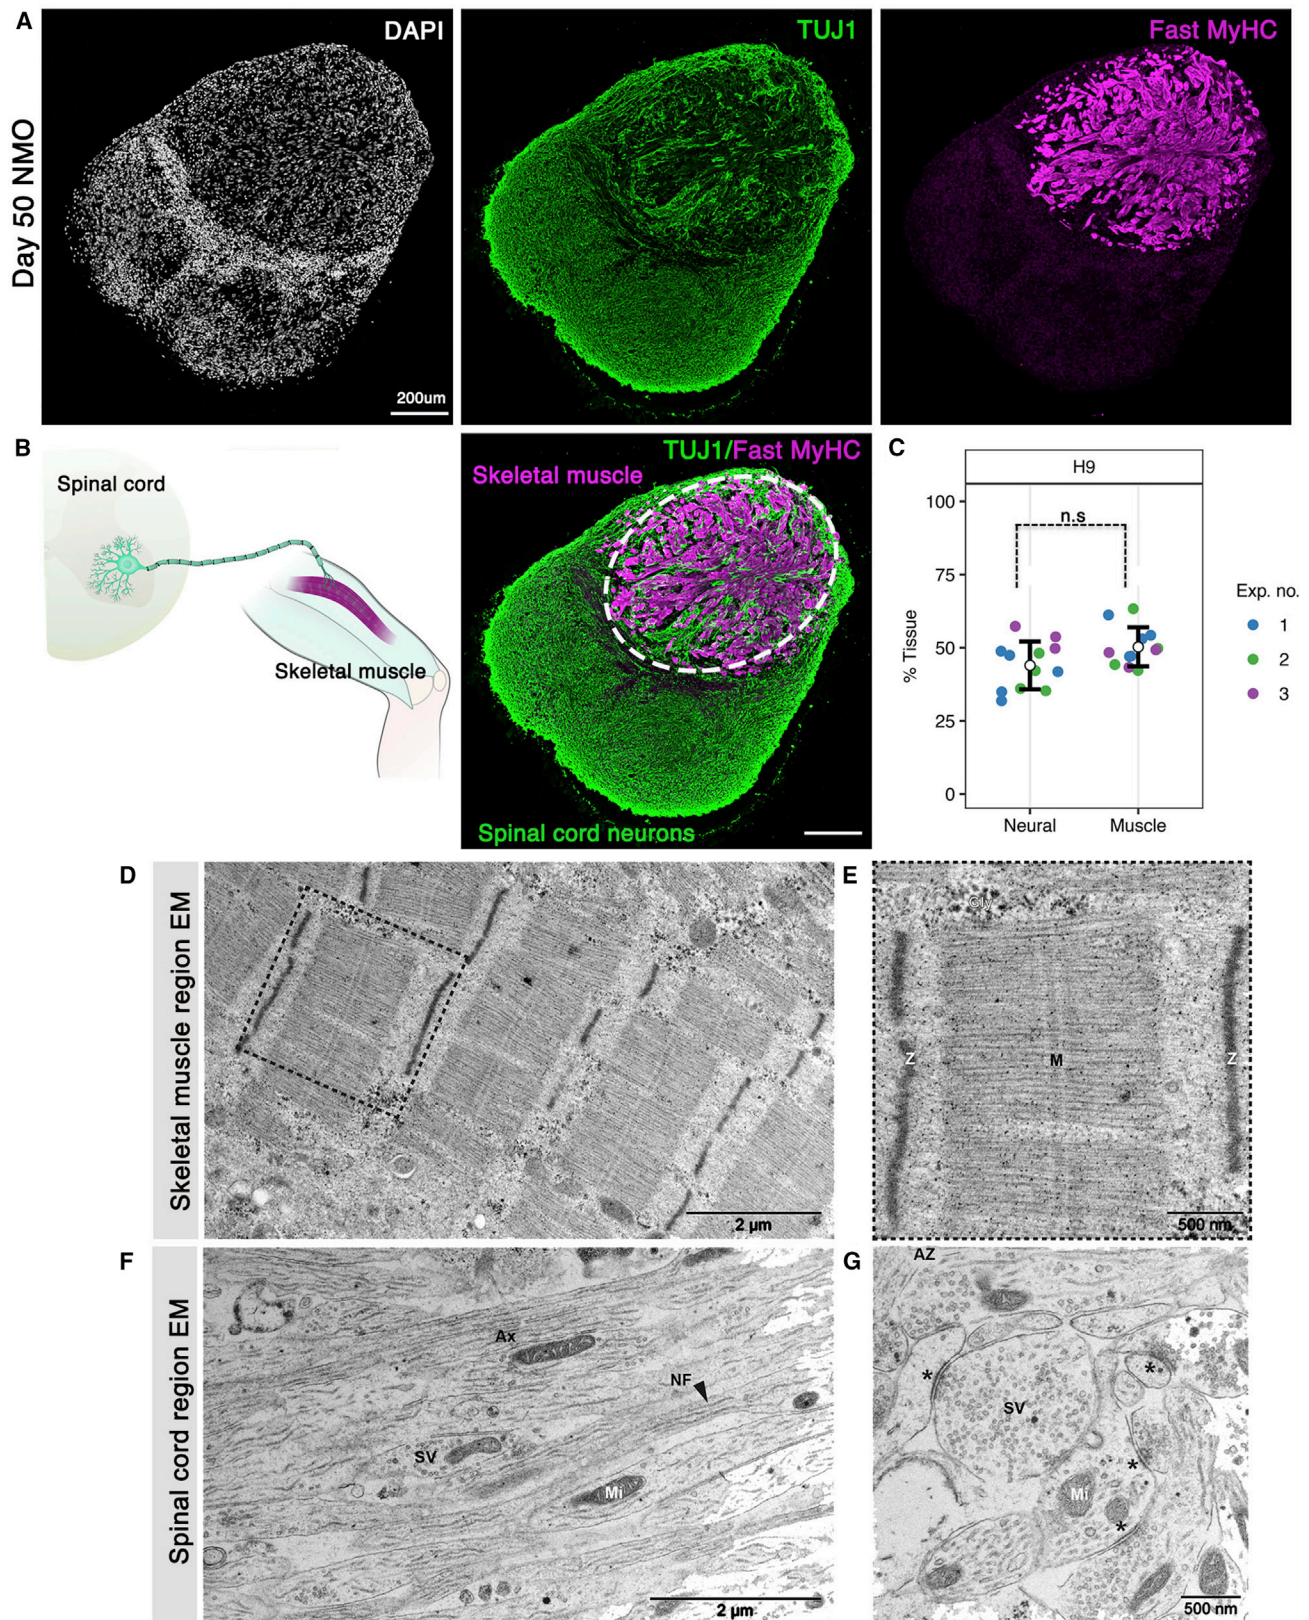 A
DAPI
TUJ1
Fast MyHC
Day 50 NMO
200um
B
Spinal cord
Skeletal muscle
TUJ1/Fast MyHC
Skeletal muscle
Spinal cord neurons
C
H9
n.s
100
75
50
25
0
% Tissue
Neural
Muscle
Exp. no.
1
2
3
D
Skeletal muscle region EM
2 µm
E
Gly
Z
M
Z
500 nm
F
Spinal cord region EM
Ax
NF
SV
Mi
2 µm
G
AZ
*
*
SV
*
Mi
*
500 nm